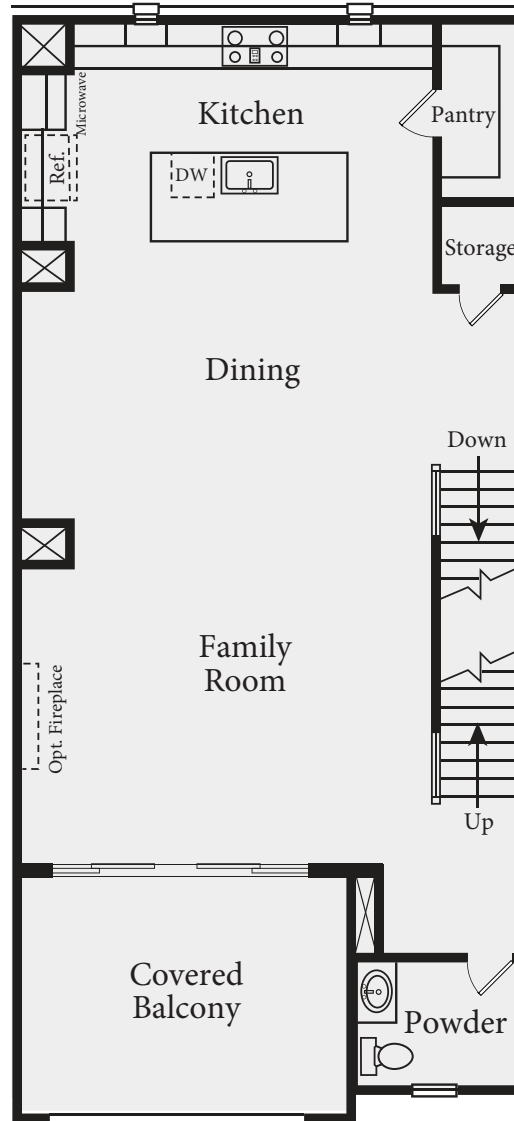 Kitchen
Microwave
Ref.
DW
Pantry
Storage
Dining
Down
Family
Room
Opt. Fireplace
Up
Covered
Balcony
Powder